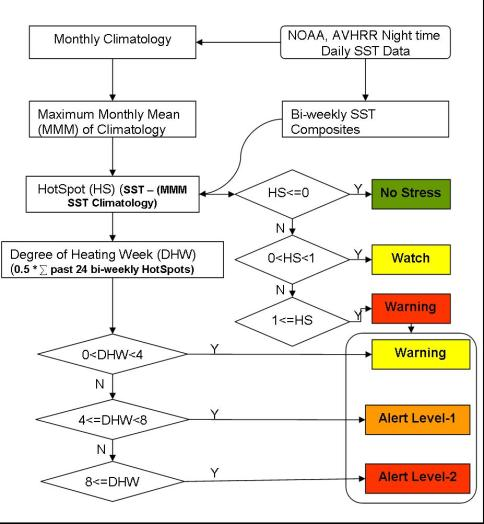 Monthly Climatology
NOAA, AVHRR Night time
Daily SST Data
Maximum Monthly Mean
(MMM) of Climatology
Bi-weekly SST
Composites
HotSpot (HS) (SST – (MMM
SST Climatology)
HS<=0
Y
No Stress
N
Degree of Heating Week (DHW)
(0.5 * ∑ past 24 bi-weekly HotSpots)
0<HS<1
Y
Watch
N
1<=HS
Y
Warning
0<DHW<4
Y
Warning
N
4<=DHW<8
Y
Alert Level-1
N
8<=DHW
Y
Alert Level-2